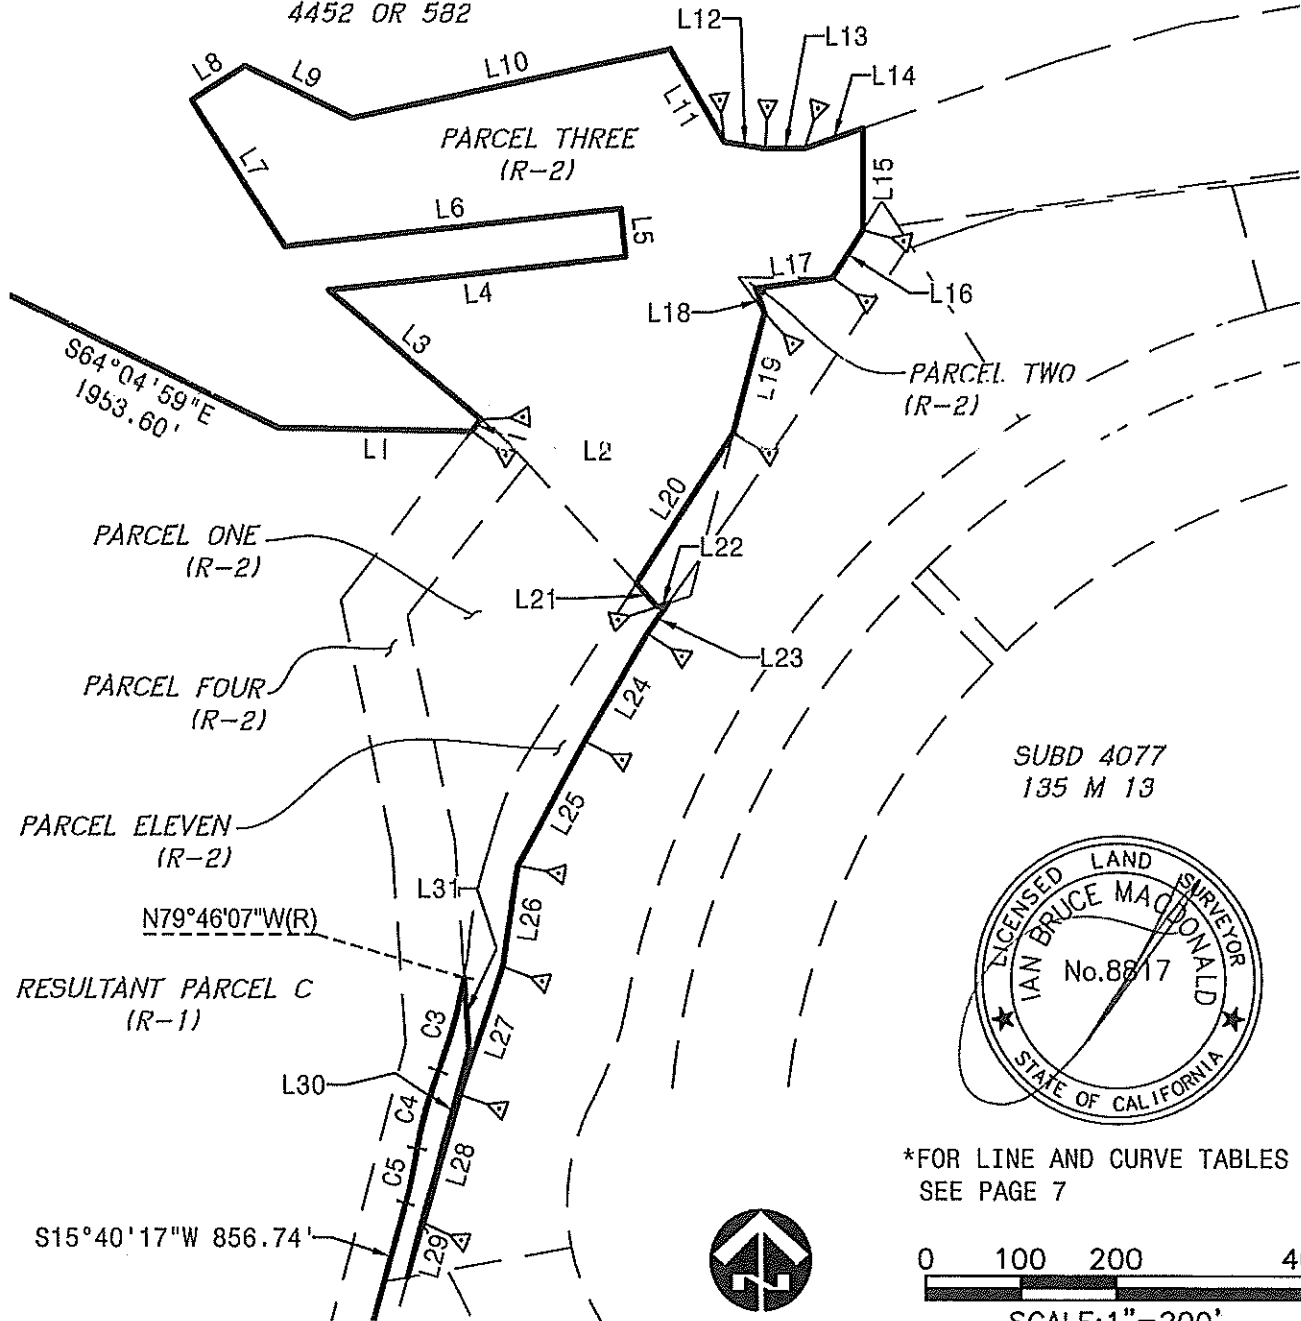 4452 OR 582
L12
L13
L14
L8
L9
L10
L11
PARCEL THREE
(R-2)
L7
L15
L6
L5
L4
L17
L16
L18
L3
S64°04'59"E
1953.60'
L19
PARCEL TWO
(R-2)
L1
L2
L20
PARCEL ONE
(R-2)
L22
L21
L23
PARCEL FOUR
(R-2)
L24
SUBD 4077
135 M 13
L25
PARCEL ELEVEN
(R-2)
L31
N79°46'07"W(R)
L26
LICENSED LAND SURVEYOR
IAN BRUCE MACDONALD
No.8817
STATE OF CALIFORNIA
RESULTANT PARCEL C
(R-1)
C3
L27
L30
C4
L28
C5
*FOR LINE AND CURVE TABLES
SEE PAGE 7
S15°40'17"W 856.74'
L29
N
0 100 200
SCALE: 1"=200'